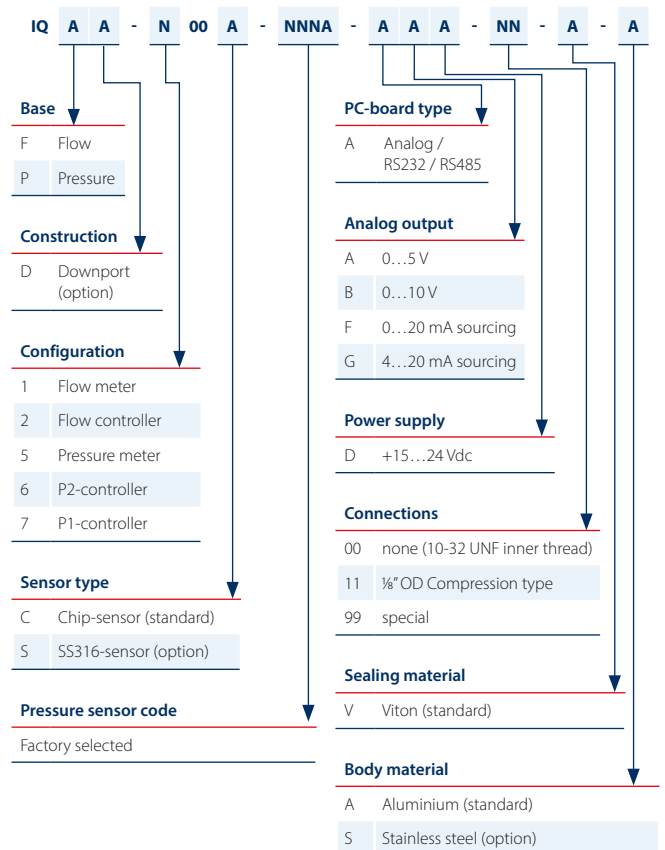 IQ A A - N 00 A - NNNA - A A A - NN - A - A
Base
F Flow
P Pressure
Construction
D Downport
(option)
Configuration
1 Flow meter
2 Flow controller
5 Pressure meter
6 P2-controller
7 P1-controller
Sensor type
C Chip-sensor (standard)
S SS316-sensor (option)
Pressure sensor code
Factory selected
PC-board type
A Analog /
RS232 / RS485
Analog output
A 0…5 V
B 0…10 V
F 0…20 mA sourcing
G 4…20 mA sourcing
Power supply
D +15…24 Vdc
Connections
00 none (10-32 UNF inner thread)
11 ⅛” OD Compression type
99 special
Sealing material
V Viton (standard)
Body material
A Aluminium (standard)
S Stainless steel (option)